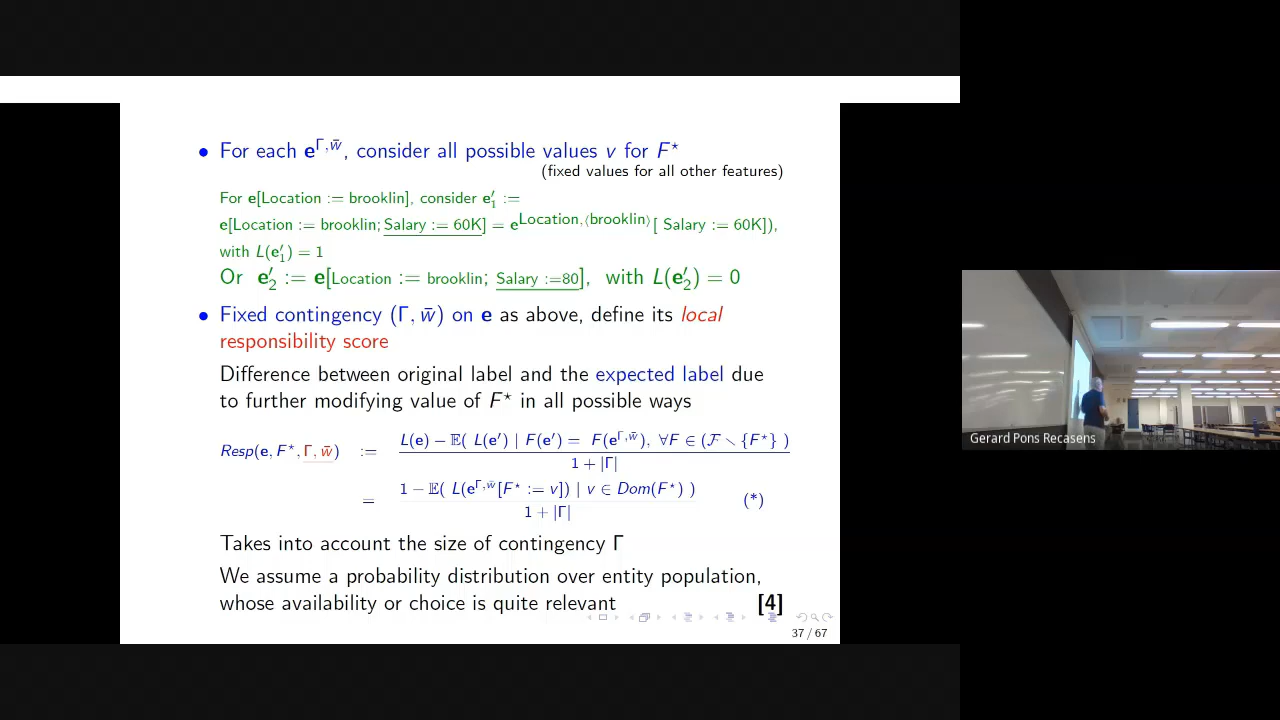 • For each e^Γ,w̄, consider all possible values v for F⋆
(fixed values for all other features)
For e[Location := brooklin], consider e′₁ :=
e[Location := brooklin; Salary := 60K] = e^Location,⟨brooklin⟩[ Salary := 60K]),
with L(e′₁) = 1
Or e′₂ := e[Location := brooklin; Salary :=80], with L(e′₂) = 0
• Fixed contingency (Γ, w̄) on e as above, define its local
responsibility score
Difference between original label and the expected label due
to further modifying value of F⋆ in all possible ways
Resp(e, F⋆, Γ, w̄) := L(e) − 𝔼( L(e′) | F(e′) = F(e^Γ,w̄), ∀F ∈ (ℱ ∖ {F⋆} )
1 + |Γ|
= 1 − 𝔼( L(e^Γ,w̄[F⋆ := v]) | v ∈ Dom(F⋆) ) (*)
1 + |Γ|
Takes into account the size of contingency Γ
We assume a probability distribution over entity population,
whose availability or choice is quite relevant [4]
37 / 67
Gerard Pons Recasens